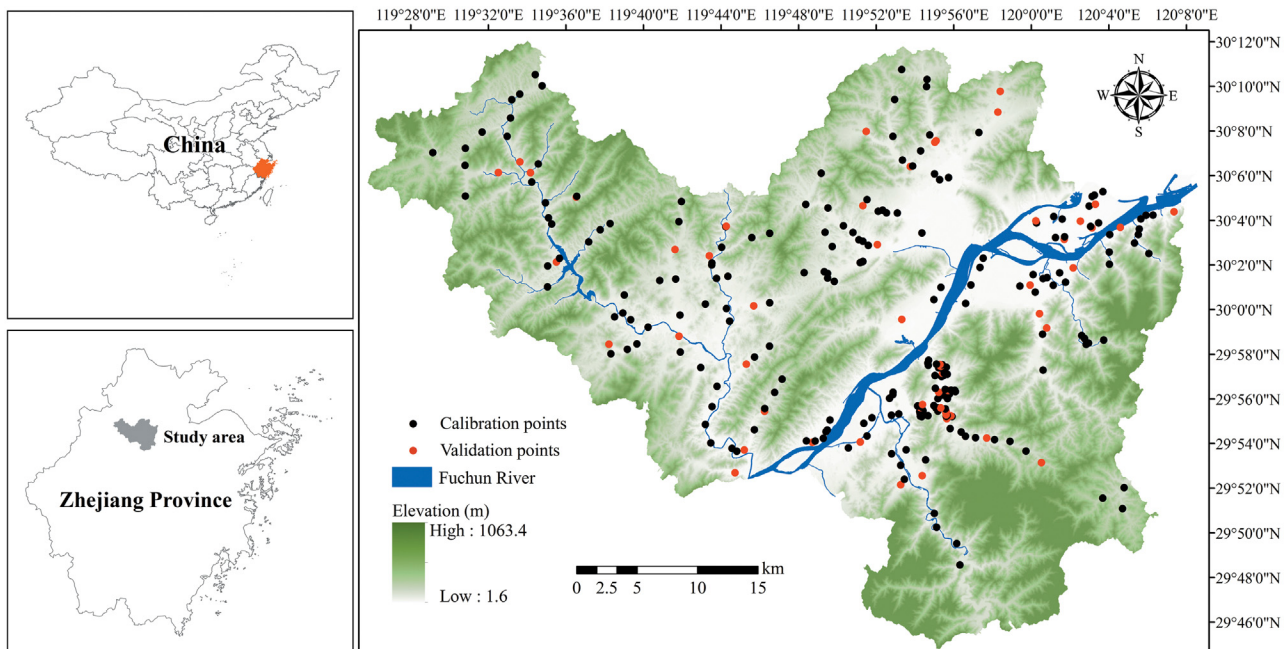 China
Study area
Zhejiang Province
119°28'0"E 119°32'0"E 119°36'0"E 119°40'0"E 119°44'0"E 119°48'0"E 119°52'0"E 119°56'0"E 120°0'0"E 120°4'0"E 120°8'0"E
30°12'0"N
30°10'0"N
30°8'0"N
30°6'0"N
30°4'0"N
30°2'0"N
30°0'0"N
29°58'0"N
29°56'0"N
29°54'0"N
29°52'0"N
29°50'0"N
29°48'0"N
29°46'0"N
N
W E
S
Calibration points
Validation points
Fuchun River
Elevation (m)
High : 1063.4
Low : 1.6
km
0 2.5 5 10 15